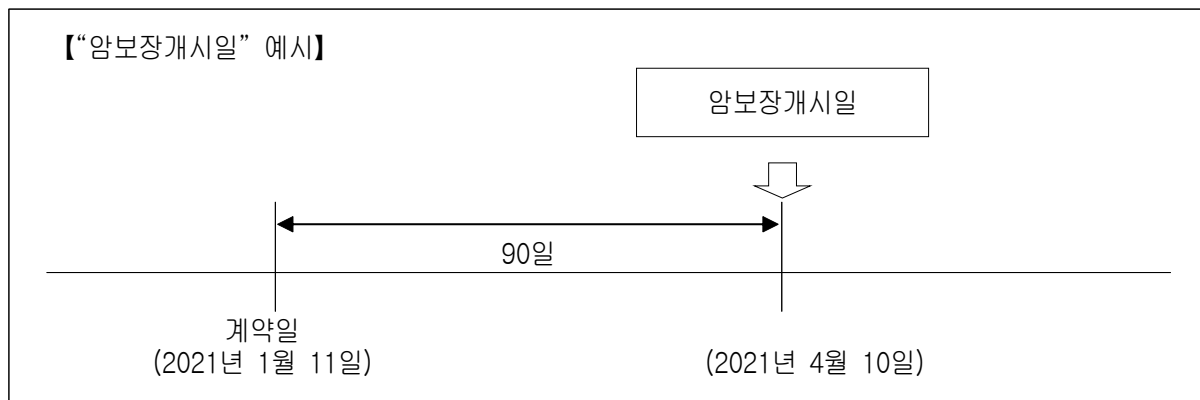 【“암보장개시일” 예시】
암보장개시일
90일
계약일
(2021년 1월 11일)
(2021년 4월 10일)